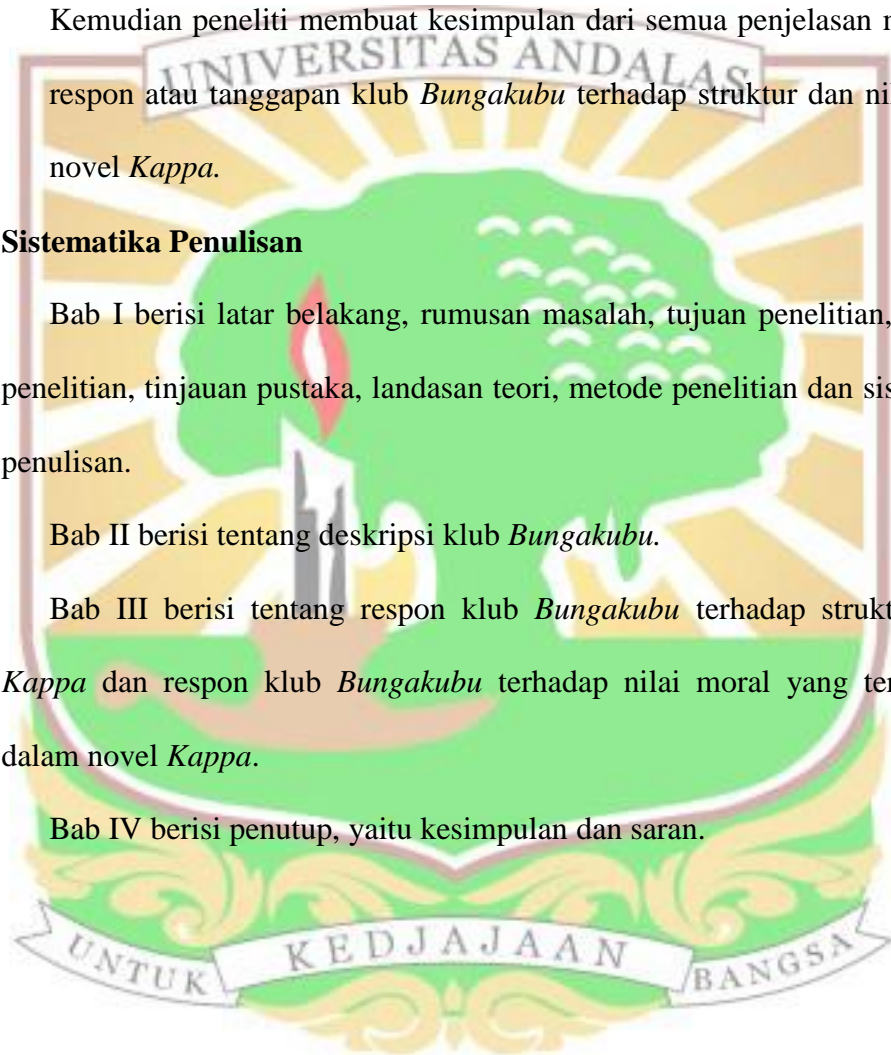 Kemudian peneliti membuat kesimpulan dari semua penjelasan
UNIVERSITAS ANDALAS
respon atau tanggapan klub Bungakubu terhadap struktur dan
novel Kappa.
Sistematika Penulisan
Bab I berisi latar belakang, rumusan masalah, tujuan penelitian,
penelitian, tinjauan pustaka, landasan teori, metode penelitian dan
penulisan.
Bab II berisi tentang deskripsi klub Bungakubu.
Bab III berisi tentang respon klub Bungakubu terhadap
Kappa dan respon klub Bungakubu terhadap nilai moral yang
dalam novel Kappa.
Bab IV berisi penutup, yaitu kesimpulan dan saran.
UNTUK KEDJAJAAN BANGSA